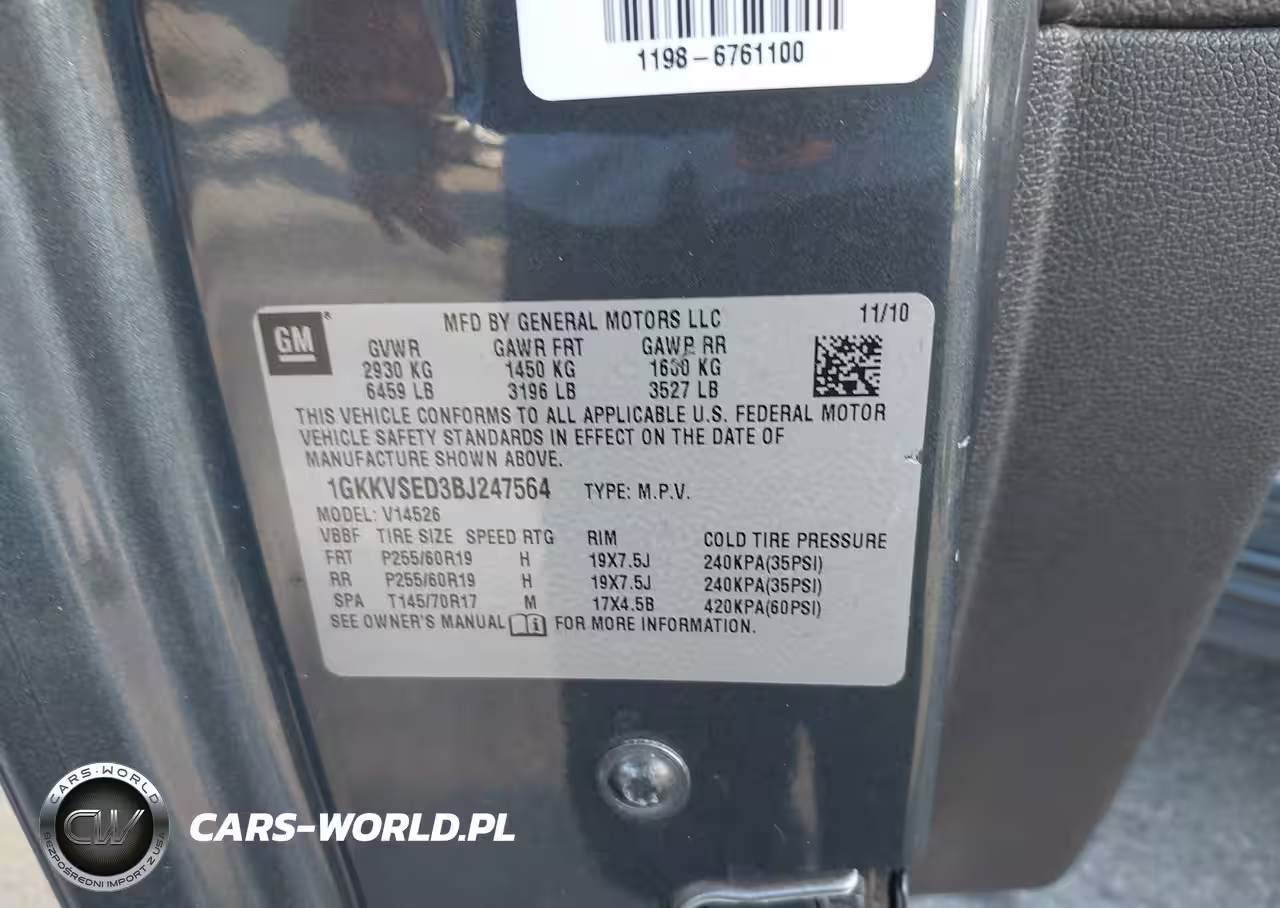 1198-6761100
GM®
MFD BY GENERAL MOTORS LLC 11/10
GVWR GAWR FRT GAWR RR
2930 KG 1450 KG 1600 KG
6459 LB 3196 LB 3527 LB
THIS VEHICLE CONFORMS TO ALL APPLICABLE U.S. FEDERAL MOTOR
VEHICLE SAFETY STANDARDS IN EFFECT ON THE DATE OF
MANUFACTURE SHOWN ABOVE.
1GKKVSED3BJ247564 TYPE: M.P.V.
MODEL: V14526
VBBF TIRE SIZE SPEED RTG RIM COLD TIRE PRESSURE
FRT P255/60R19 H 19X7.5J 240KPA(35PSI)
RR P255/60R19 H 19X7.5J 240KPA(35PSI)
SPA T145/70R17 M 17X4.5B 420KPA(60PSI)
SEE OWNER'S MANUAL FOR MORE INFORMATION.
CARS-WORLD
CW
BEZPOŚREDNI IMPORT Z USA
CARS-WORLD.PL